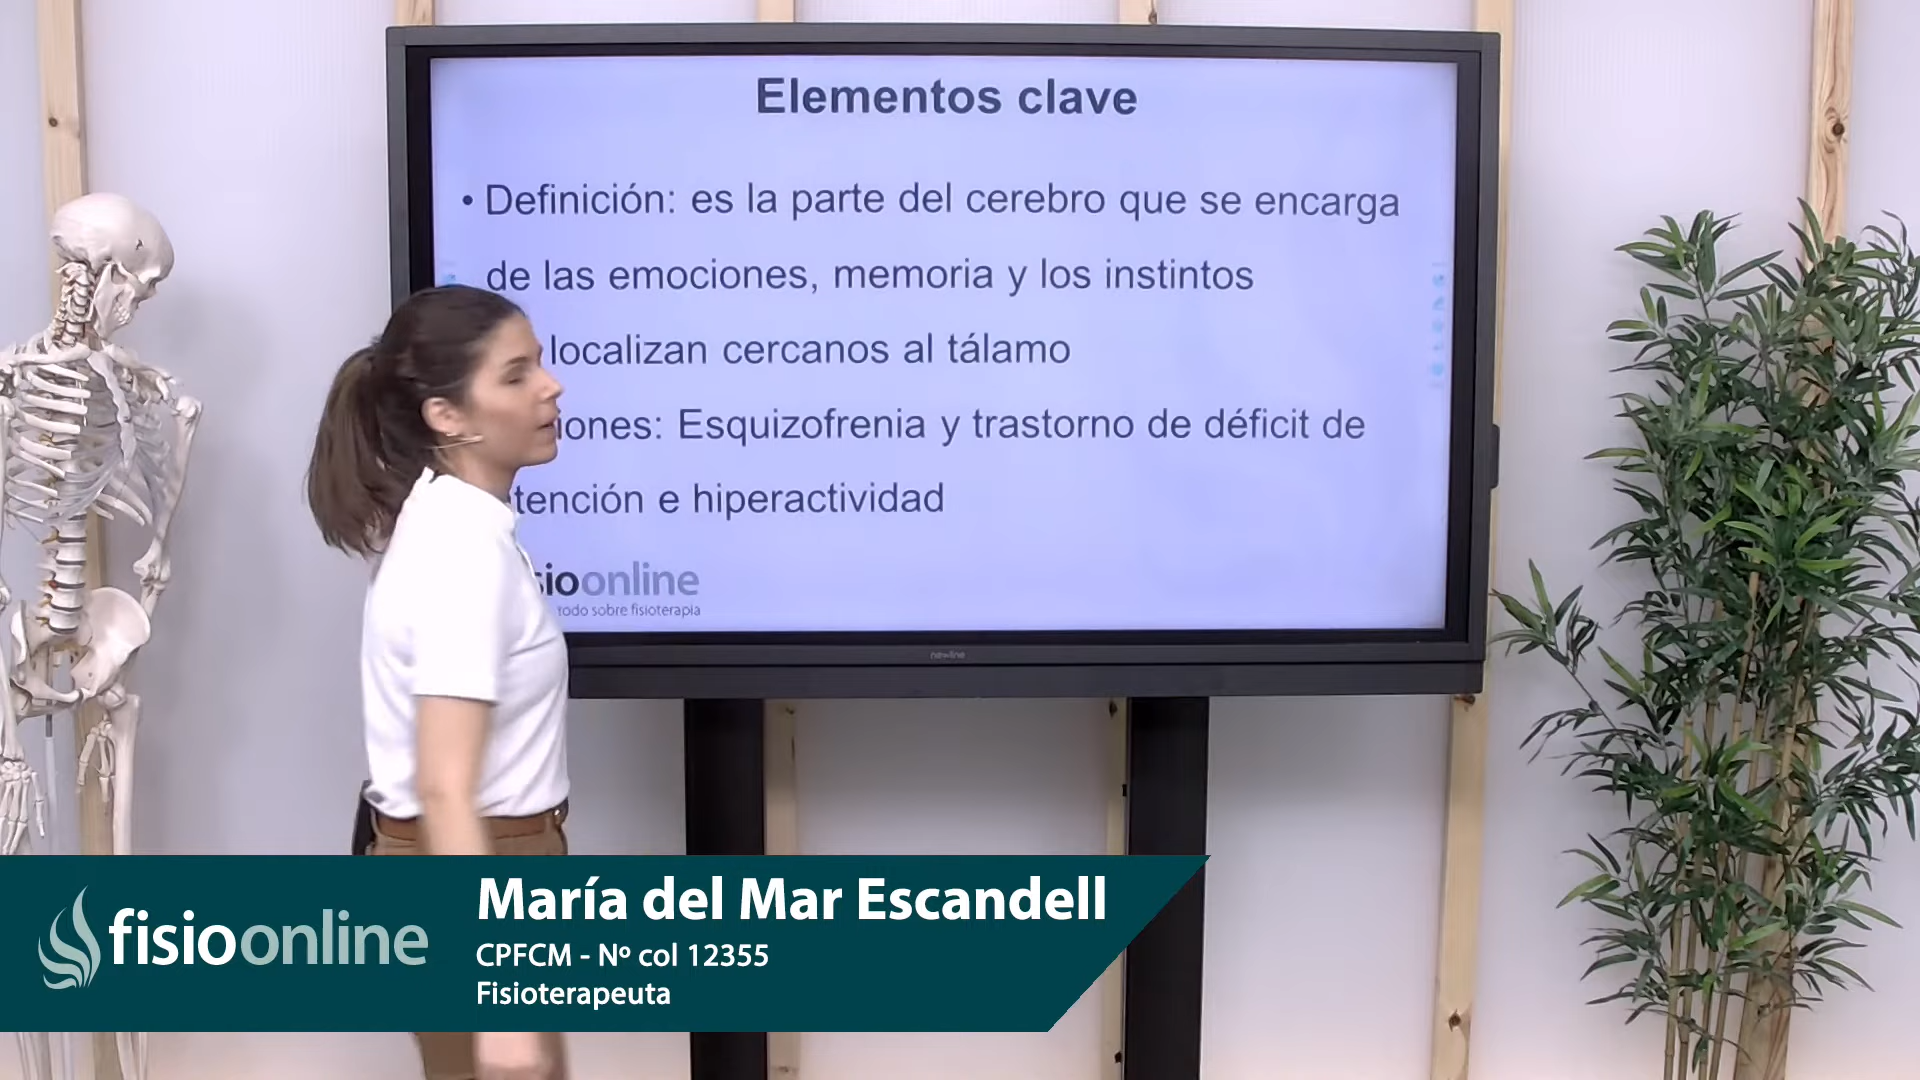 Elementos clave
• Definición: es la parte del cerebro que se encarga
de las emociones, memoria y los instintos
localizan cercanos al tálamo
iones: Esquizofrenia y trastorno de déficit de
tención e hiperactividad
sioonline
todo sobre fisioterapia
newline
fisioonline
María del Mar Escandell
CPFCM - Nº col 12355
Fisioterapeuta